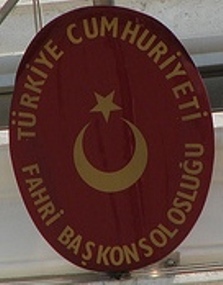 TÜRKİYE CUMHURİYETİ
FAHRİ BAŞKONSOLOSLUĞU